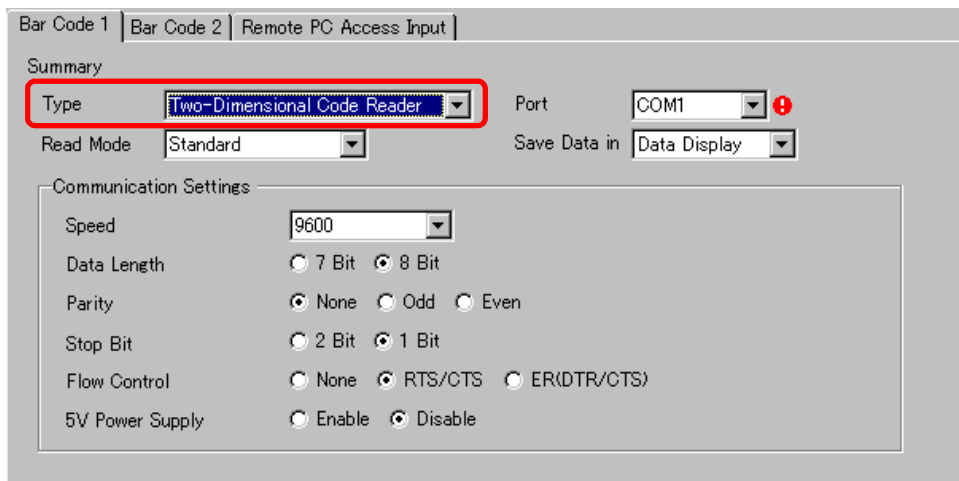 Bar Code 1 Bar Code 2 Remote PC Access Input
Summary
Type Two-Dimensional Code Reader Port COM1
Read Mode Standard Save Data in Data Display
Communication Settings
Speed 9600
Data Length 7 Bit 8 Bit
Parity None Odd Even
Stop Bit 2 Bit 1 Bit
Flow Control None RTS/CTS ER(DTR/CTS)
5V Power Supply Enable Disable